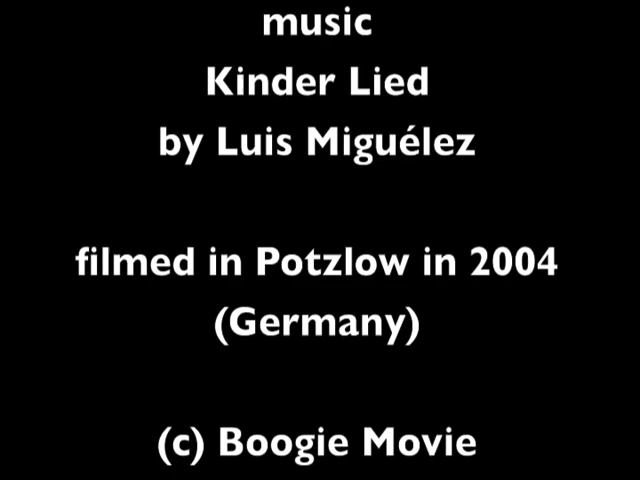 music
Kinder Lied
by Luis Miguélez
filmed in Potzlow in 2004
(Germany)
(c) Boogie Movie